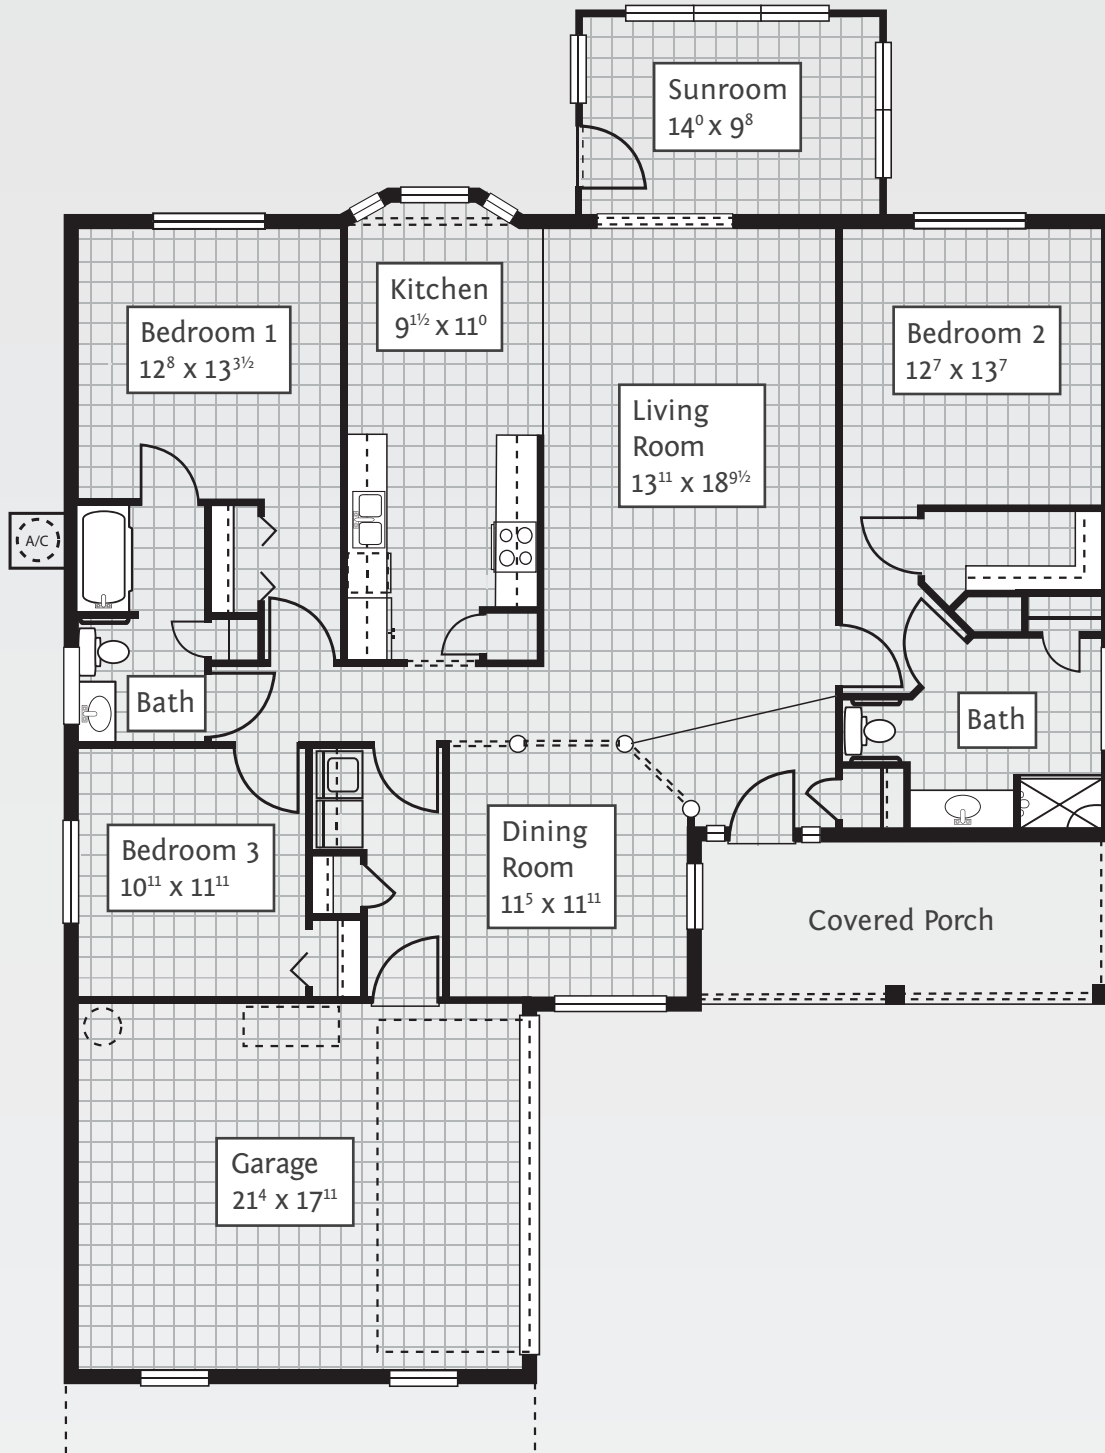 Sunroom
14⁰ x 9⁸
Kitchen
9¹½ x 11⁰
Bedroom 1
12⁸ x 13³½
Bedroom 2
12⁷ x 13⁷
Living
Room
13¹¹ x 18⁹½
A/C
Bath
Bath
Dining
Room
11⁵ x 11¹¹
Bedroom 3
10¹¹ x 11¹¹
Covered Porch
Garage
21⁴ x 17¹¹